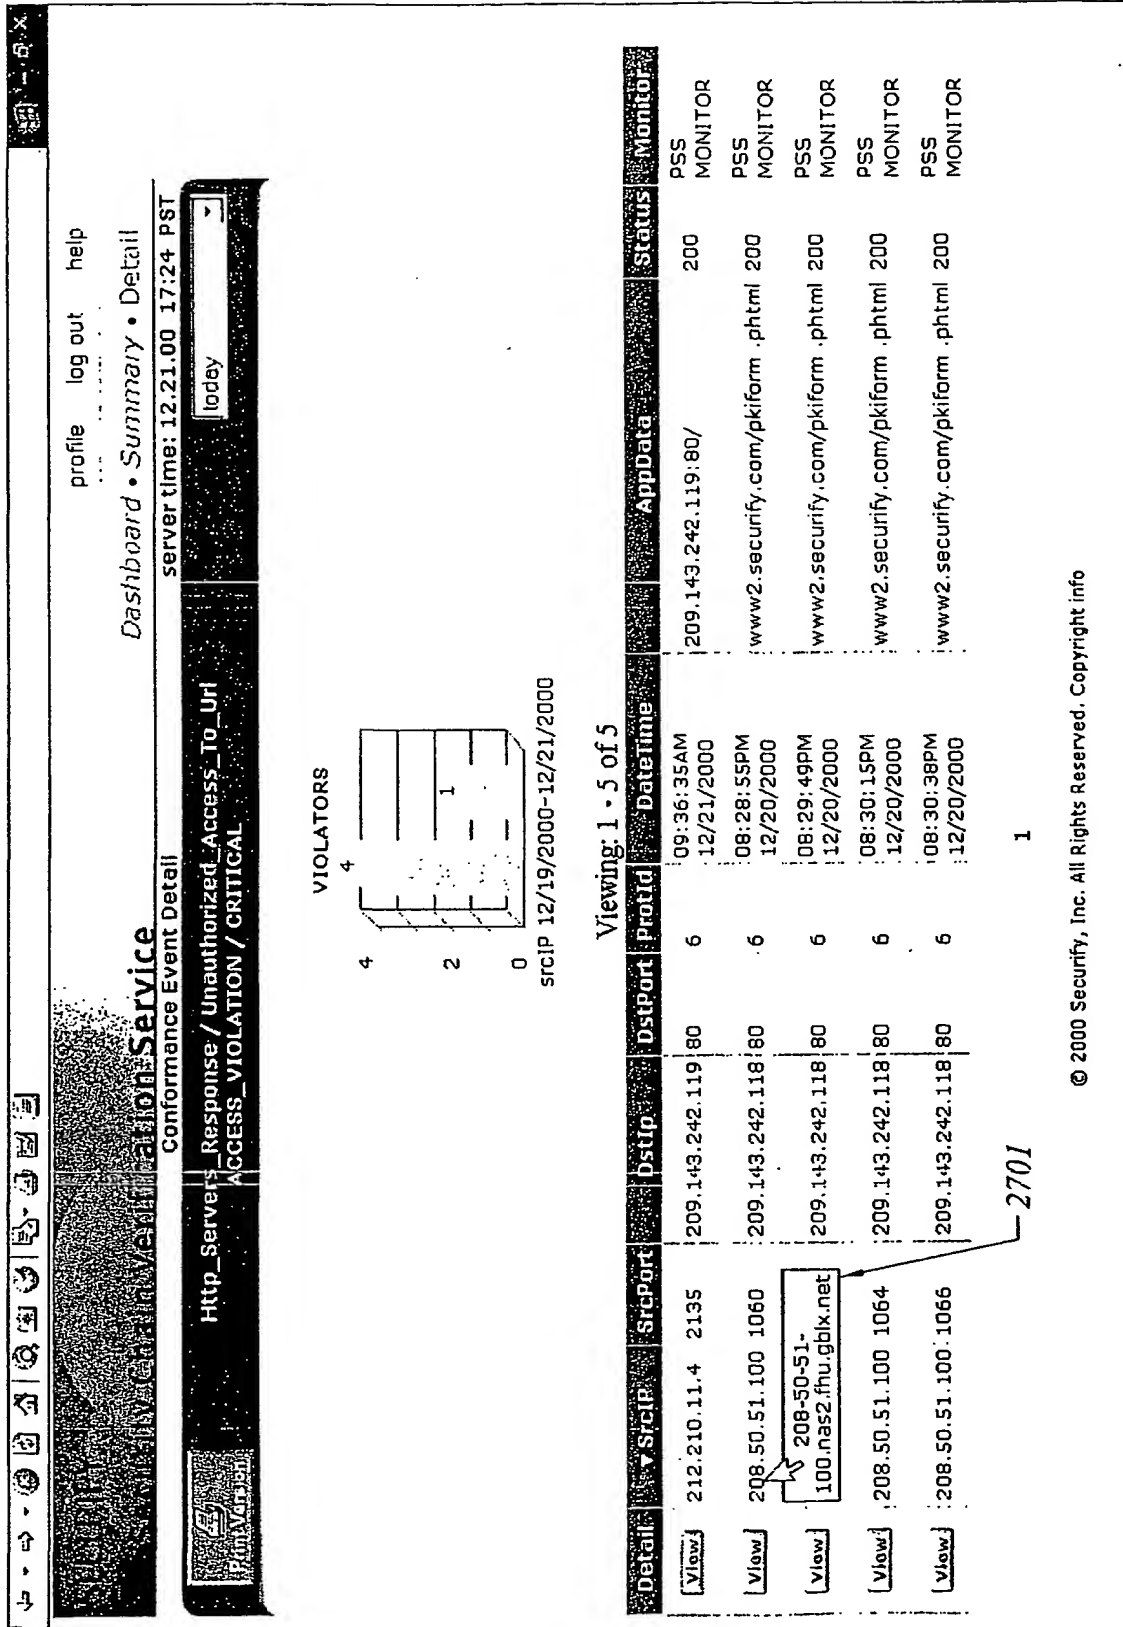 profile log out help
Dashboard • Summary • Detail
Service
Conformance Event Detail
server time: 12.21.00 17:24 PST
Print Version
Http_Servers_Response / Unauthorized_Access_To_Url
ACCESS_VIOLATION / CRITICAL
today
VIOLATORS
4
4
1
2
0
srcIP 12/19/2000-12/21/2000
Viewing: 1 - 5 of 5
Detail ▼SrcIP SrcPort DstIp DstPort ProtId DateTime AppData Status Monitor
View 212.210.11.4 2135 209.143.242.119 80 6 09:36:35AM 12/21/2000 209.143.242.119:80/ 200 PSS MONITOR
View 208.50.51.100 1060 209.143.242.118 80 6 08:28:55PM 12/20/2000 www2.securify.com/pkiform .phtml 200 PSS MONITOR
View 208-50-51-100.nas2.fhu.gblx.net 209.143.242.118 80 6 08:29:49PM 12/20/2000 www2.securify.com/pkiform .phtml 200 PSS MONITOR
View 208.50.51.100 1064 209.143.242.118 80 6 08:30:15PM 12/20/2000 www2.securify.com/pkiform .phtml 200 PSS MONITOR
View 208.50.51.100 1066 209.143.242.118 80 6 08:30:38PM 12/20/2000 www2.securify.com/pkiform .phtml 200 PSS MONITOR
2701
1
© 2000 Securify, Inc. All Rights Reserved. Copyright info